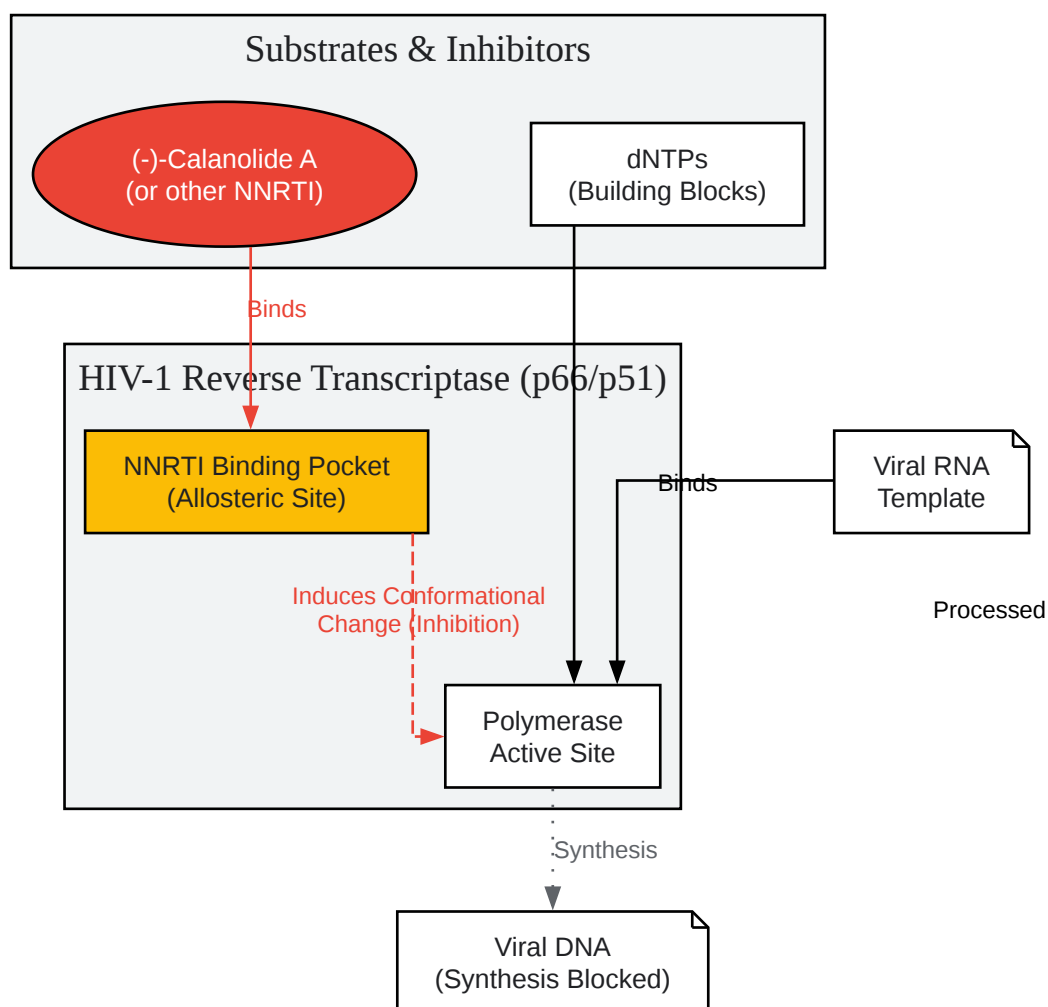 Substrates & Inhibitors
(-)-Calanolide A
(or other NNRTI)
dNTPs
(Building Blocks)
Binds
HIV-1 Reverse Transcriptase (p66/p51)
NNRTI Binding Pocket
(Allosteric Site)
Binds
Viral RNA
Template
Induces Conformational
Change (Inhibition)
Processed
Polymerase
Active Site
Synthesis
Viral DNA
(Synthesis Blocked)